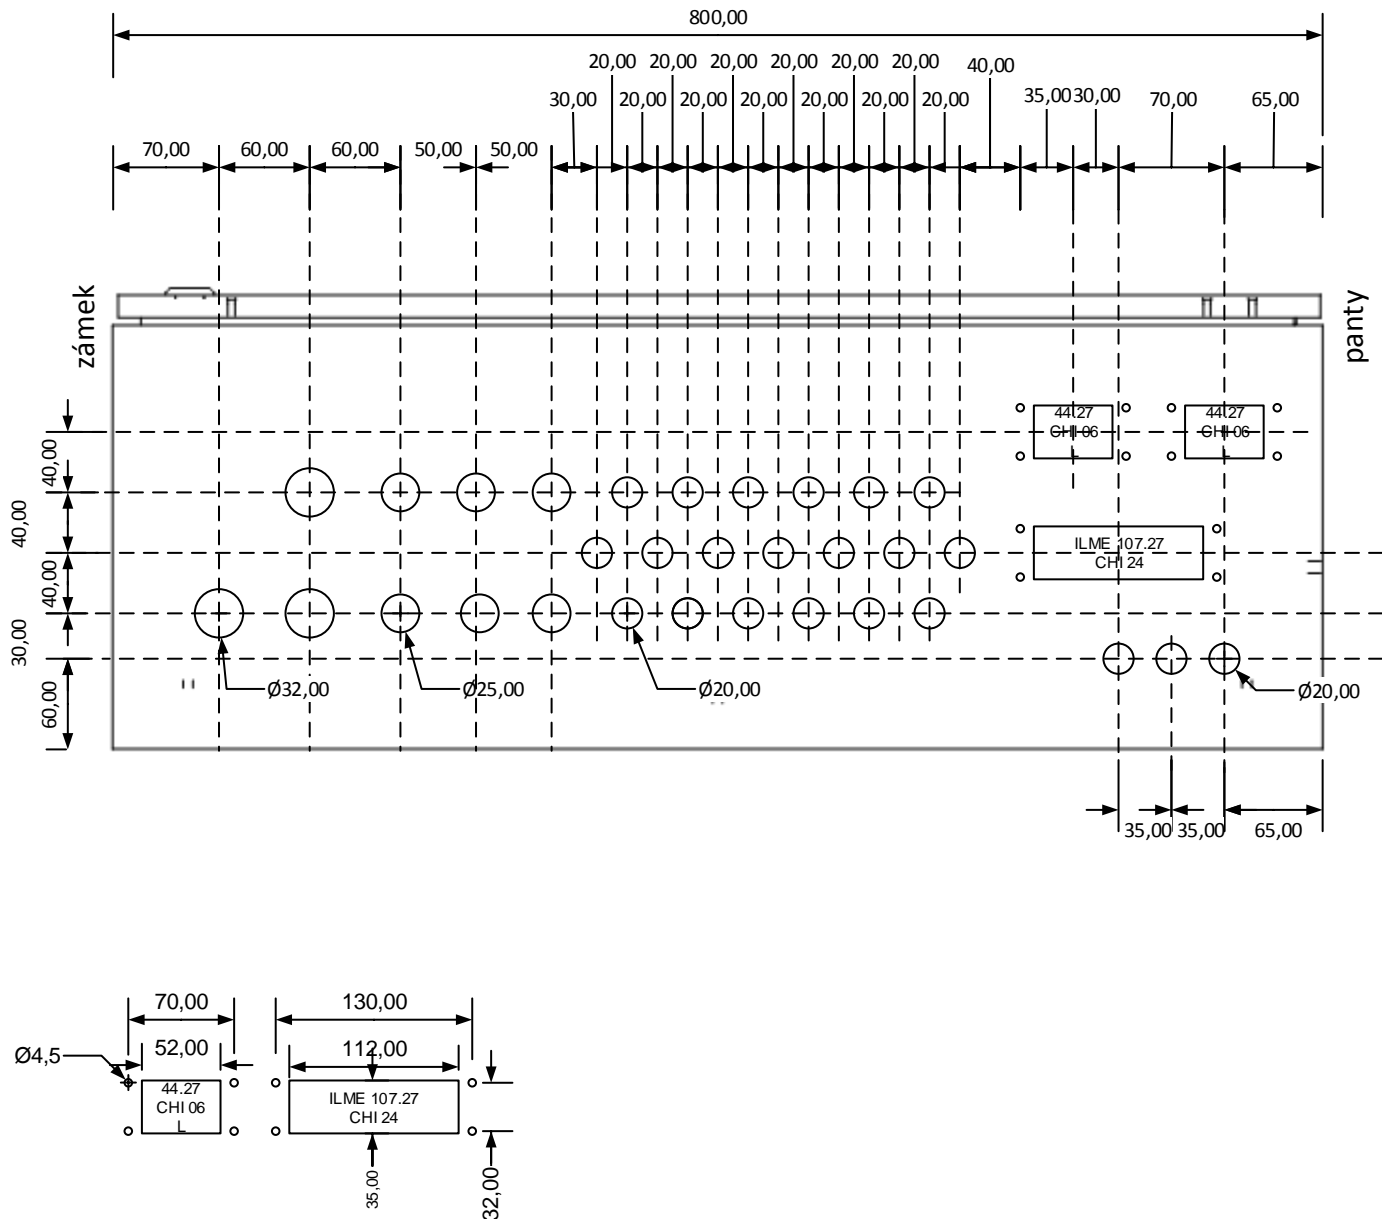 800,00
20,00 20,00 20,00 20,00 20,00 20,00 40,00
30,00 20,00 20,00 20,00 20,00 20,00 20,00 35,00 30,00 70,00 65,00
70,00 60,00 60,00 50,00 50,00
zámek
panty
40,00
40,00
40,00
30,00
60,00
44.27
CHI 06
L
44.27
CHI 06
L
ILME 107.27
CHI 24
Ø32,00 Ø25,00 Ø20,00 Ø20,00
35,00 35,00 65,00
70,00 130,00
Ø4,5 52,00 112,00
44.27
CHI 06
L
ILME 107.27
CHI 24
35,00
32,00